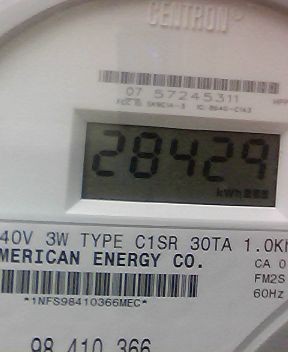 CENTRON®
07 57245311
28429
kWh 888
40V 3W TYPE C1SR 30TA 1.0K
MERICAN ENERGY CO. CA 0
FM2S
*1NFS98410366MEC* 60Hz
98 410 366